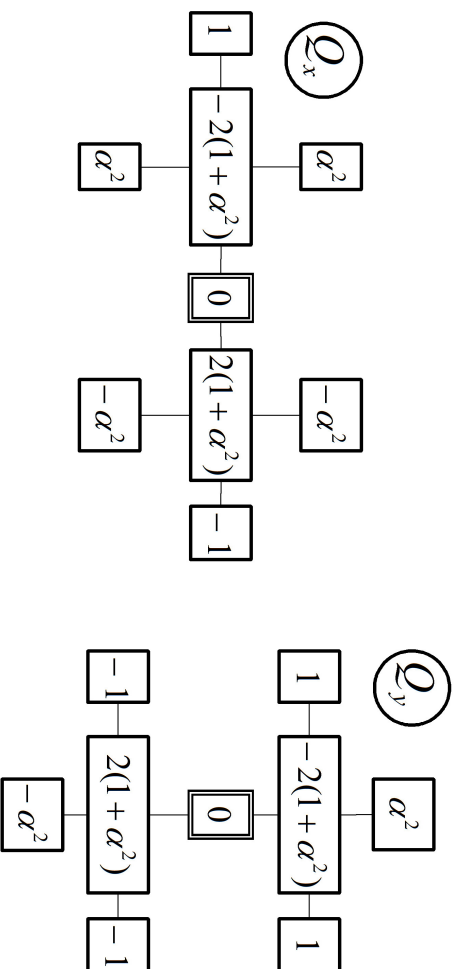 Qₓ α² − α²
1 − 2(1 + α²) 0 2(1 + α²) − 1
α² − α²
Q_y α²
1 − 2(1 + α²) 1
0
− 1 2(1 + α²) − 1
− α²